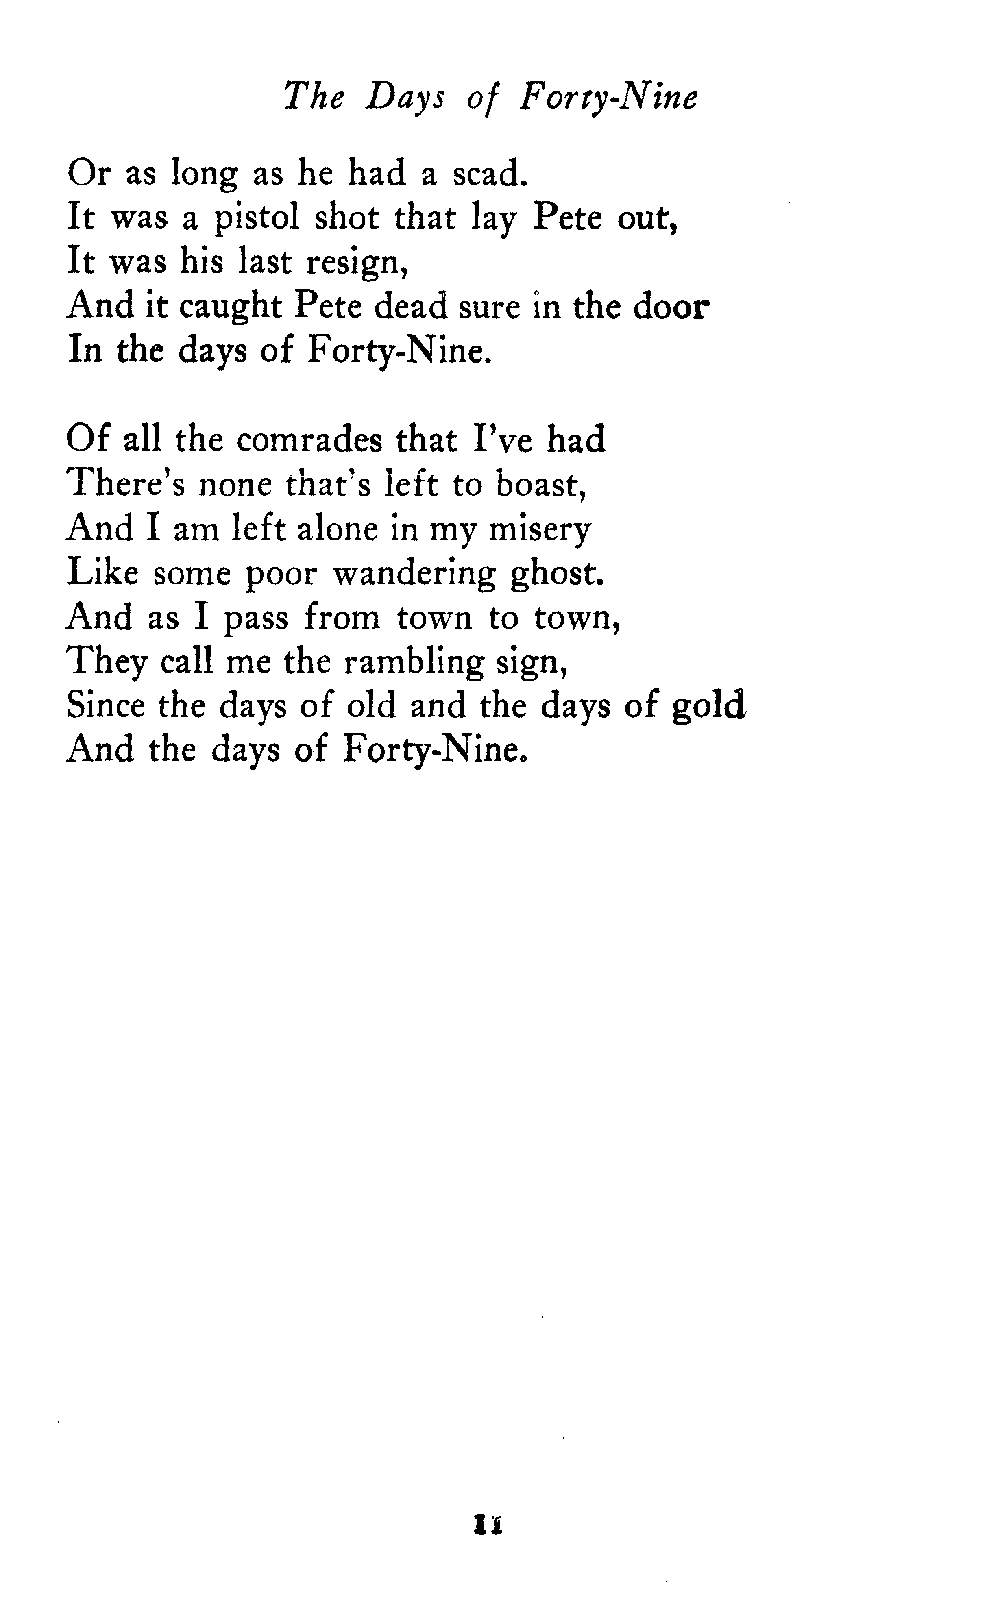 The Days of Forty-Nine
Or as long as he had a scad.
It was a pistol shot that lay Pete out,
It was his last resign,
And it caught Pete dead sure in the door
In the days of Forty-Nine.
Of all the comrades that I've had
There's none that's left to boast,
And I am left alone in my misery
Like some poor wandering ghost.
And as I pass from town to town,
They call me the rambling sign,
Since the days of old and the days of gold
And the days of Forty-Nine.
11